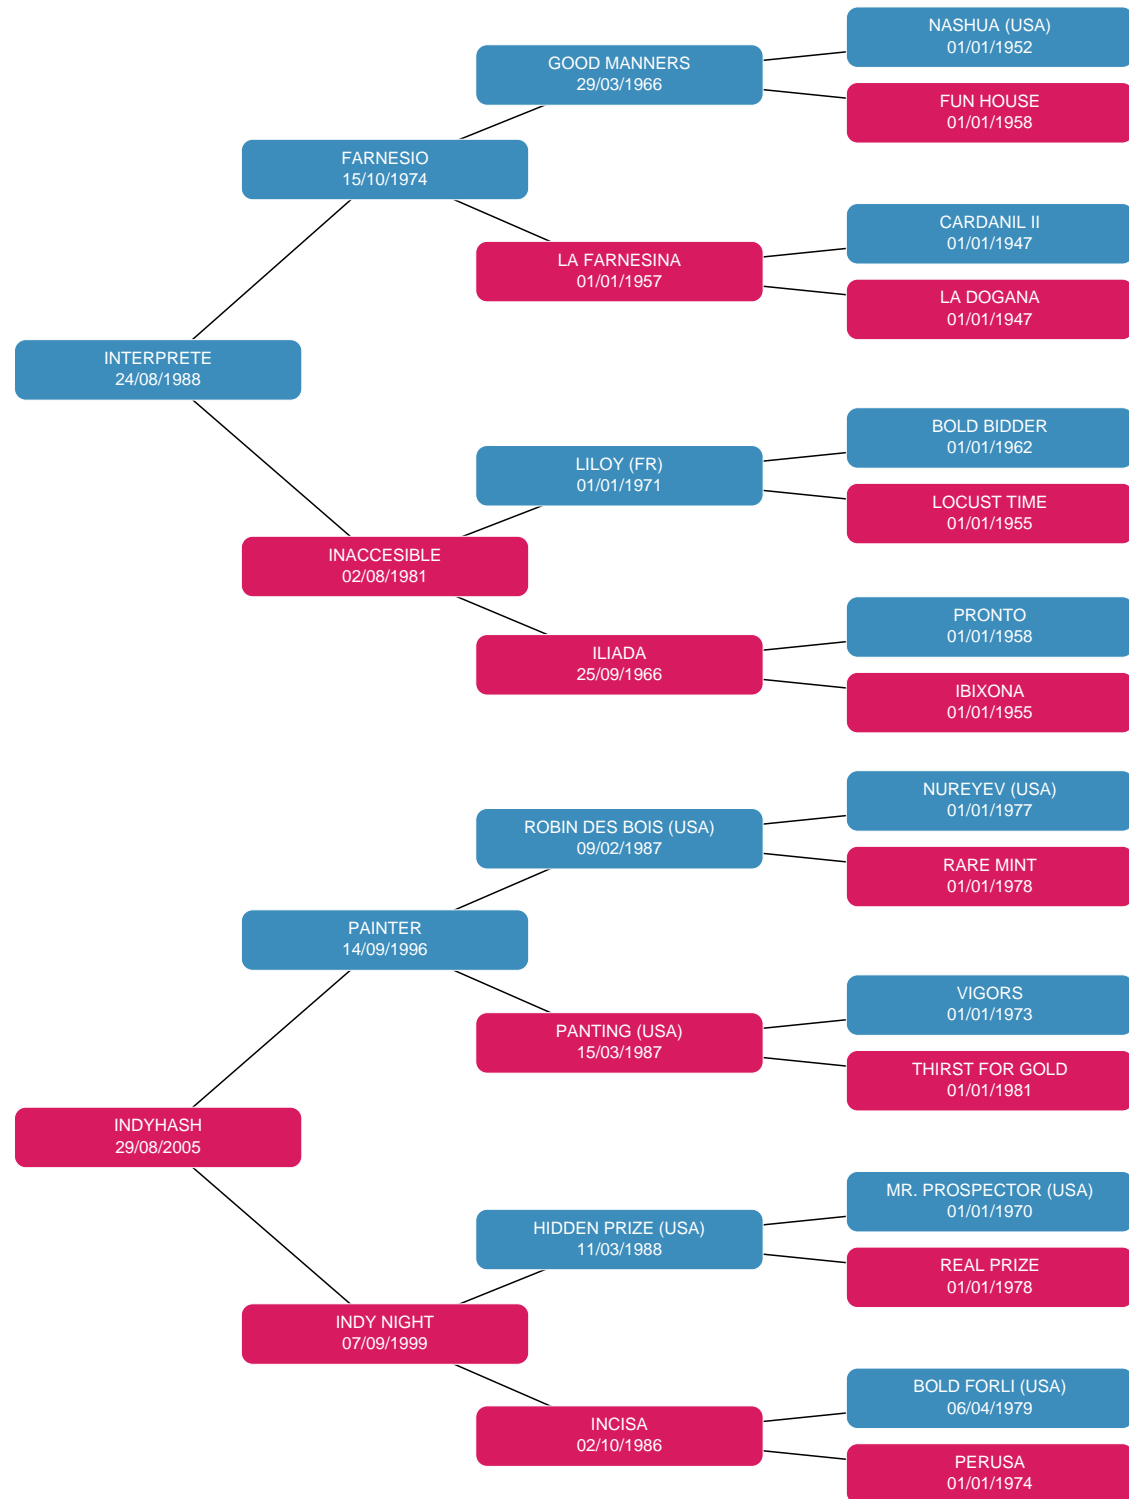 NASHUA (USA)
01/01/1952
GOOD MANNERS
29/03/1966
FUN HOUSE
01/01/1958
FARNESIO
15/10/1974
CARDANIL II
01/01/1947
LA FARNESINA
01/01/1957
LA DOGANA
01/01/1947
INTERPRETE
24/08/1988
BOLD BIDDER
01/01/1962
LILOY (FR)
01/01/1971
LOCUST TIME
01/01/1955
INACCESIBLE
02/08/1981
PRONTO
01/01/1958
ILIADA
25/09/1966
IBIXONA
01/01/1955
NUREYEV (USA)
01/01/1977
ROBIN DES BOIS (USA)
09/02/1987
RARE MINT
01/01/1978
PAINTER
14/09/1996
VIGORS
01/01/1973
PANTING (USA)
15/03/1987
THIRST FOR GOLD
01/01/1981
INDYHASH
29/08/2005
MR. PROSPECTOR (USA)
01/01/1970
HIDDEN PRIZE (USA)
11/03/1988
REAL PRIZE
01/01/1978
INDY NIGHT
07/09/1999
BOLD FORLI (USA)
06/04/1979
INCISA
02/10/1986
PERUSA
01/01/1974